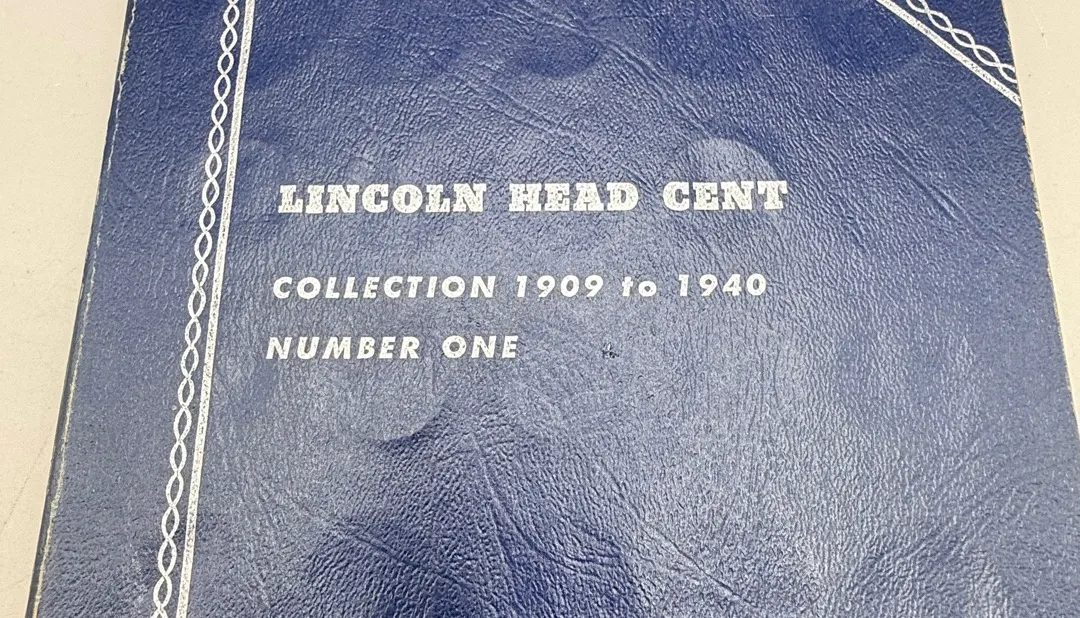 LINCOLN HEAD CENT
COLLECTION 1909 to 1940
NUMBER ONE